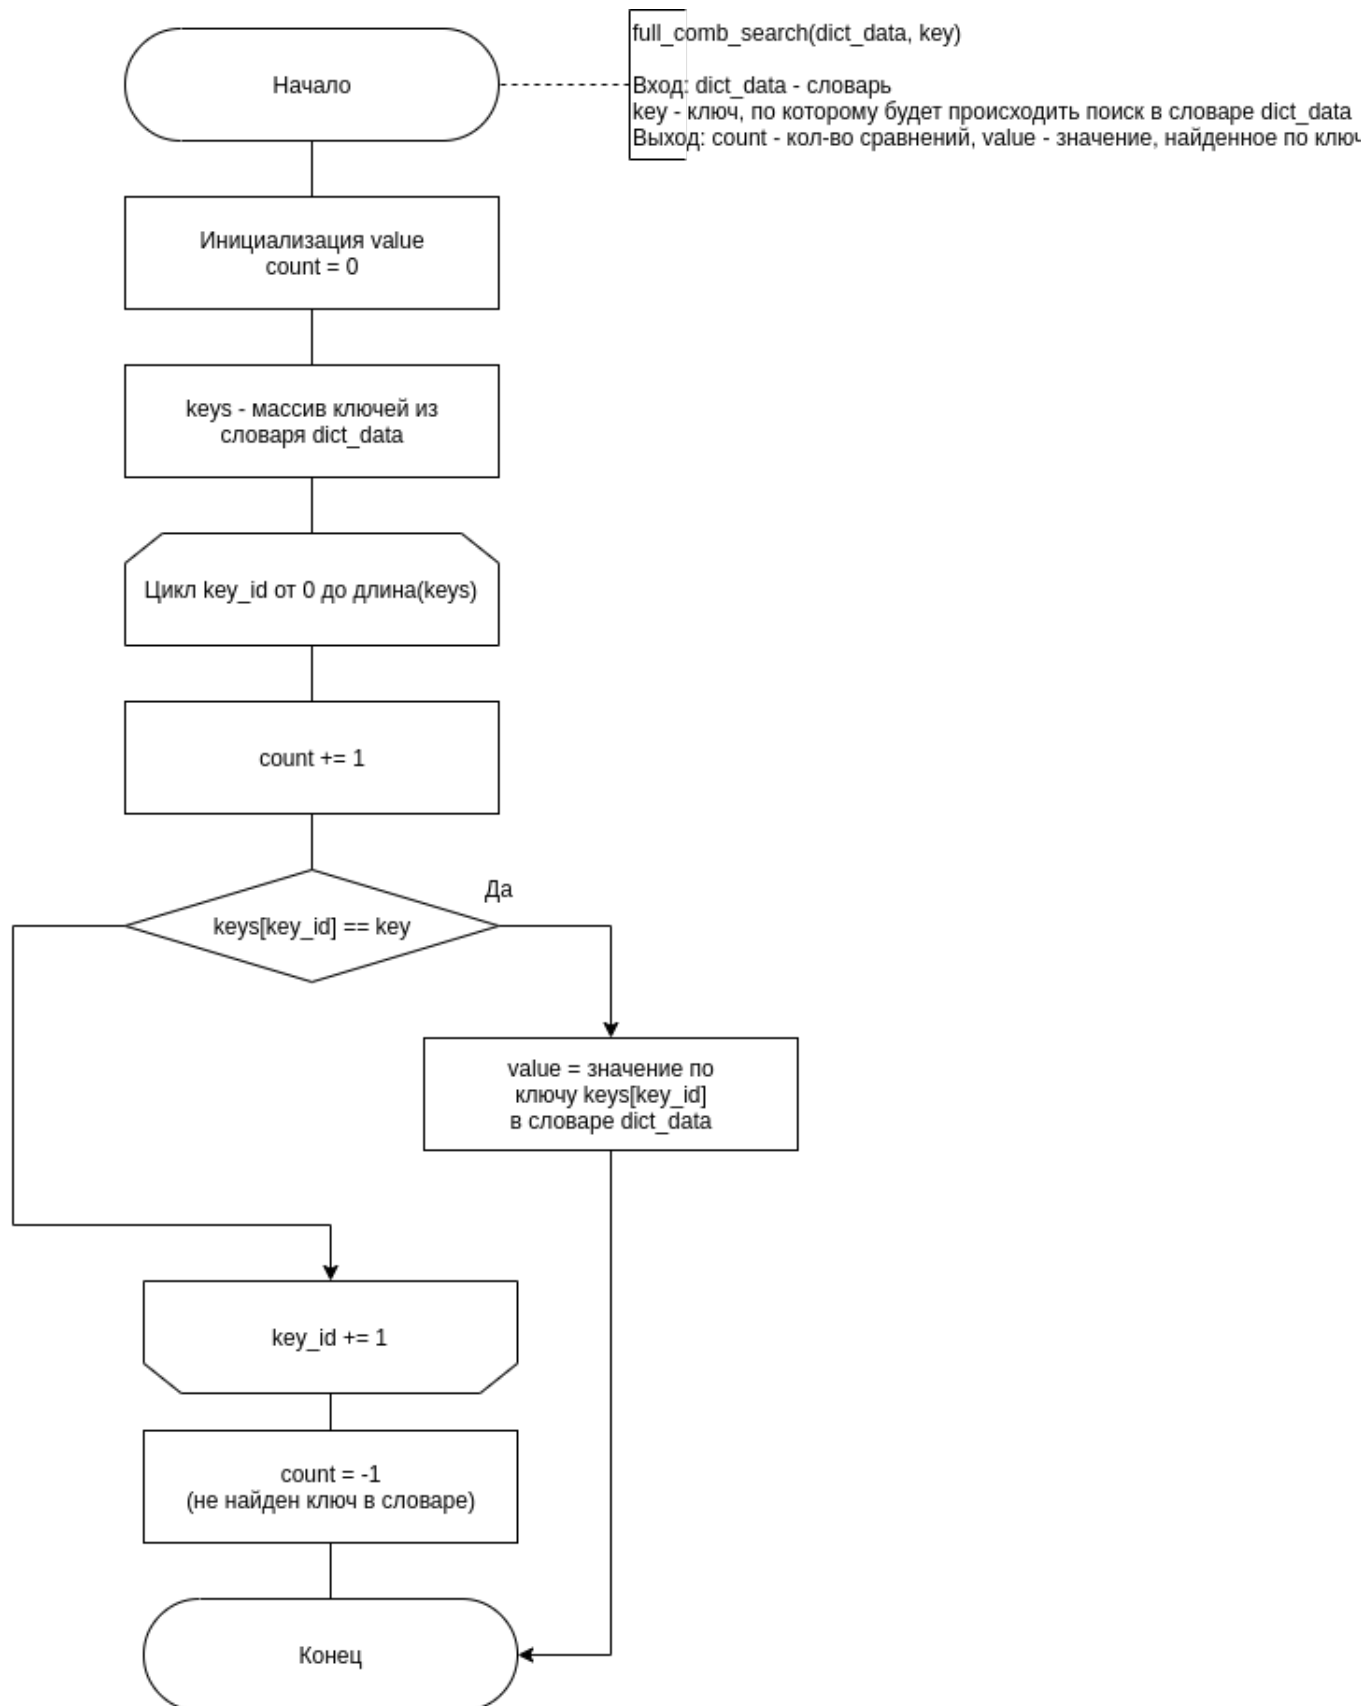 full_comb_search(dict_data, key)
Начало
Вход: dict_data - словарь
key - ключ, по которому будет происходить поиск в словаре dict_data
Выход: count - кол-во сравнений, value - значение, найденное по ключ
Инициализация value
count = 0
keys - массив ключей из
словаря dict_data
Цикл key_id от 0 до длина(keys)
count += 1
Да
keys[key_id] == key
value = значение по
ключу keys[key_id]
в словаре dict_data
key_id += 1
count = -1
(не найден ключ в словаре)
Конец